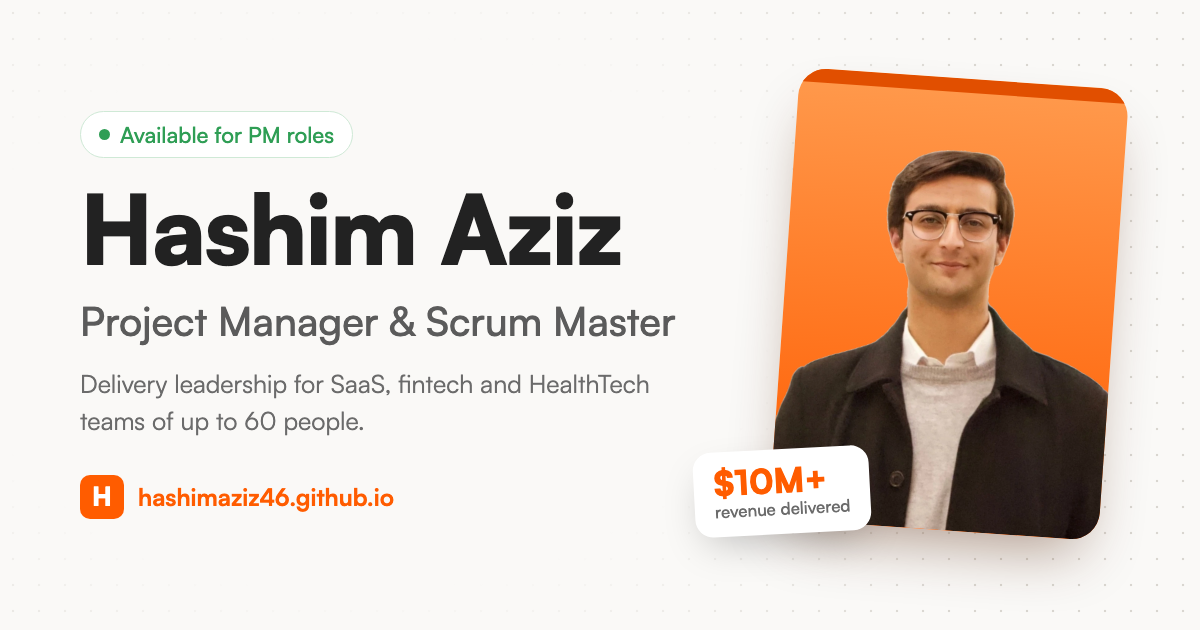 Available for PM roles
Hashim Aziz
Project Manager & Scrum Master
Delivery leadership for SaaS, fintech and HealthTech
teams of up to 60 people.
H hashimaziz46.github.io
$10M+
revenue delivered